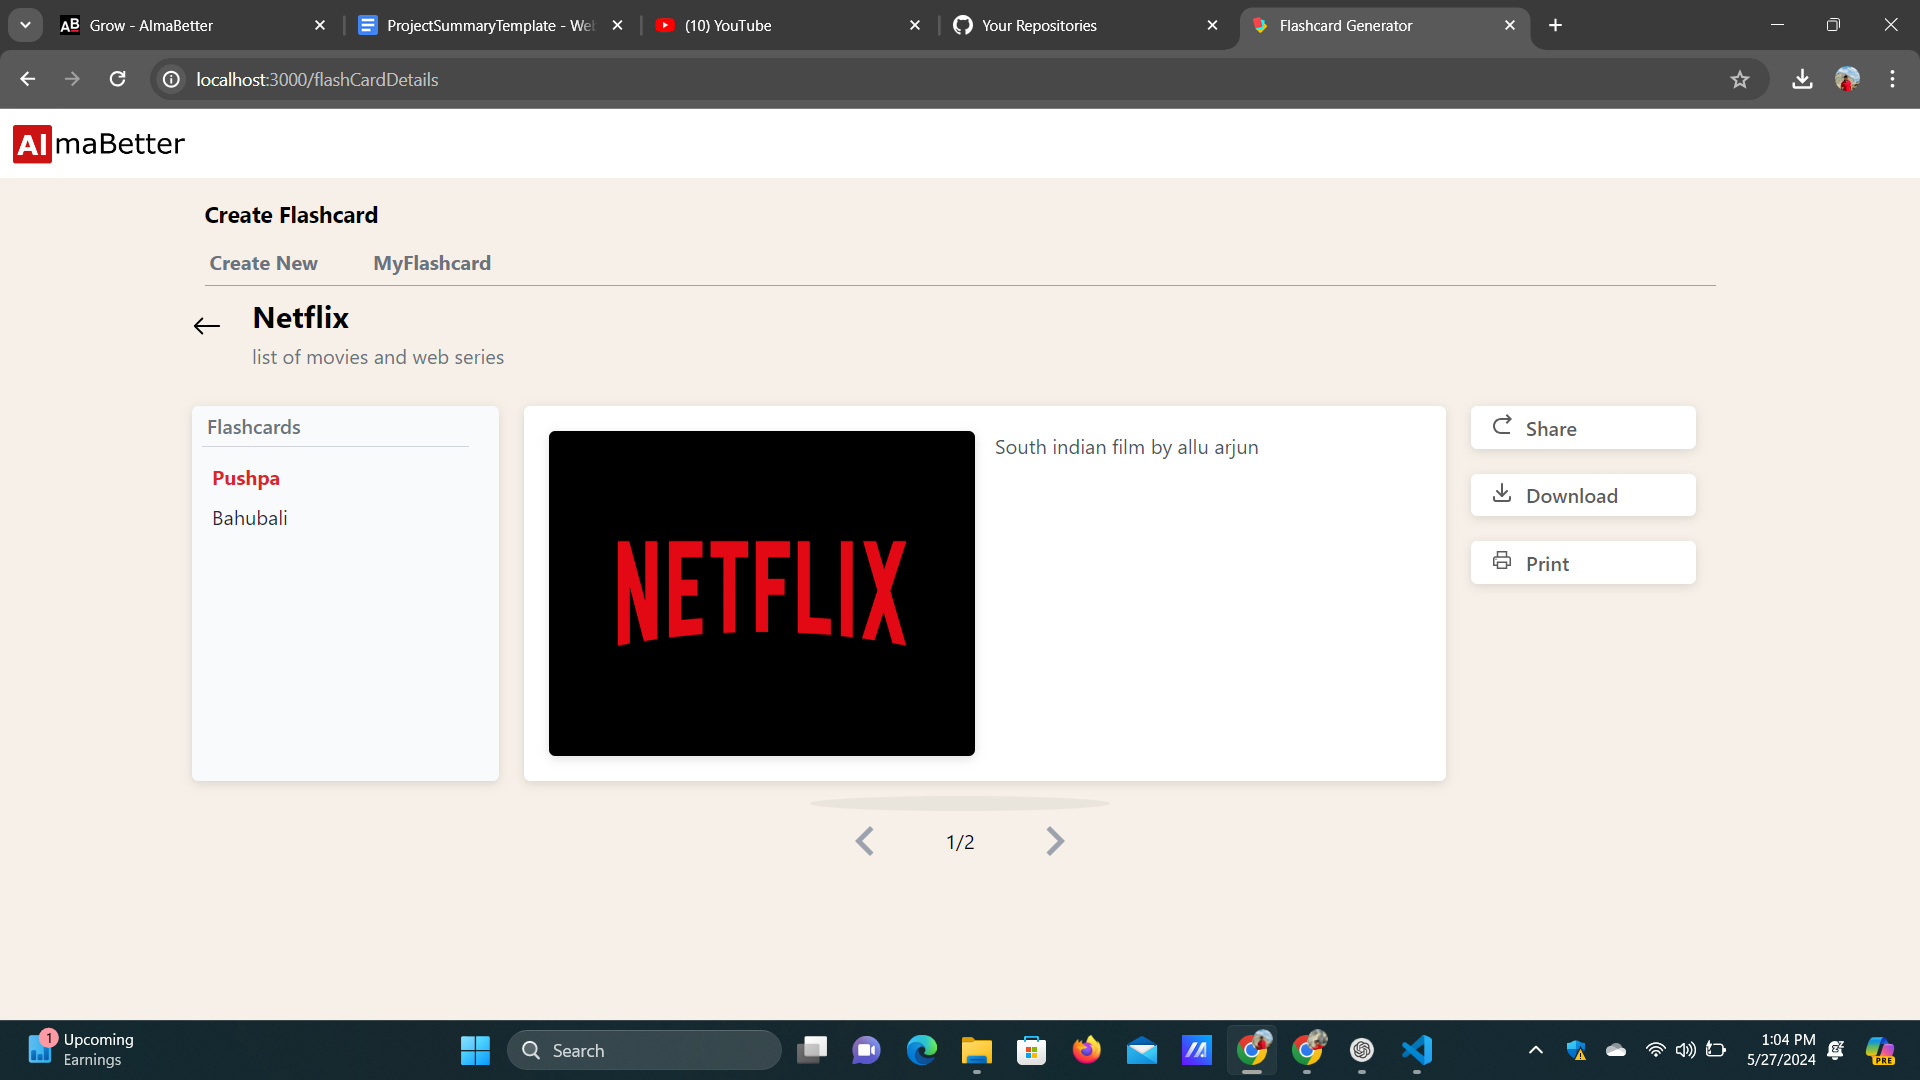 Grow - AlmaBetter
ProjectSummaryTemplate - Web
(10) YouTube
Your Repositories
Flashcard Generator
localhost:3000/flashCardDetails
AlmaBetter
Create Flashcard
Create New
MyFlashcard
Netflix
list of movies and web series
Flashcards
Pushpa
Bahubali
NETFLIX
South indian film by allu arjun
Share
Download
Print
1/2
1
Upcoming
Earnings
Search
1:04 PM
5/27/2024
PRE